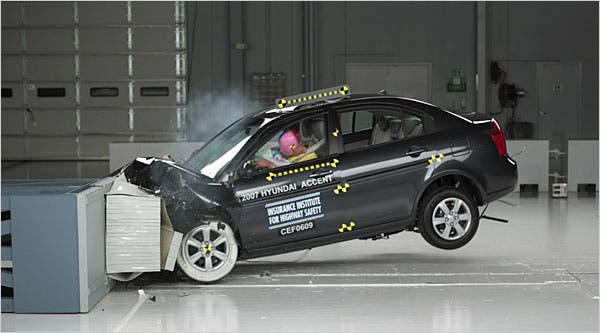 2007 HYUNDAI ACCENT
INSURANCE INSTITUTE
FOR HIGHWAY SAFETY
CEF0609